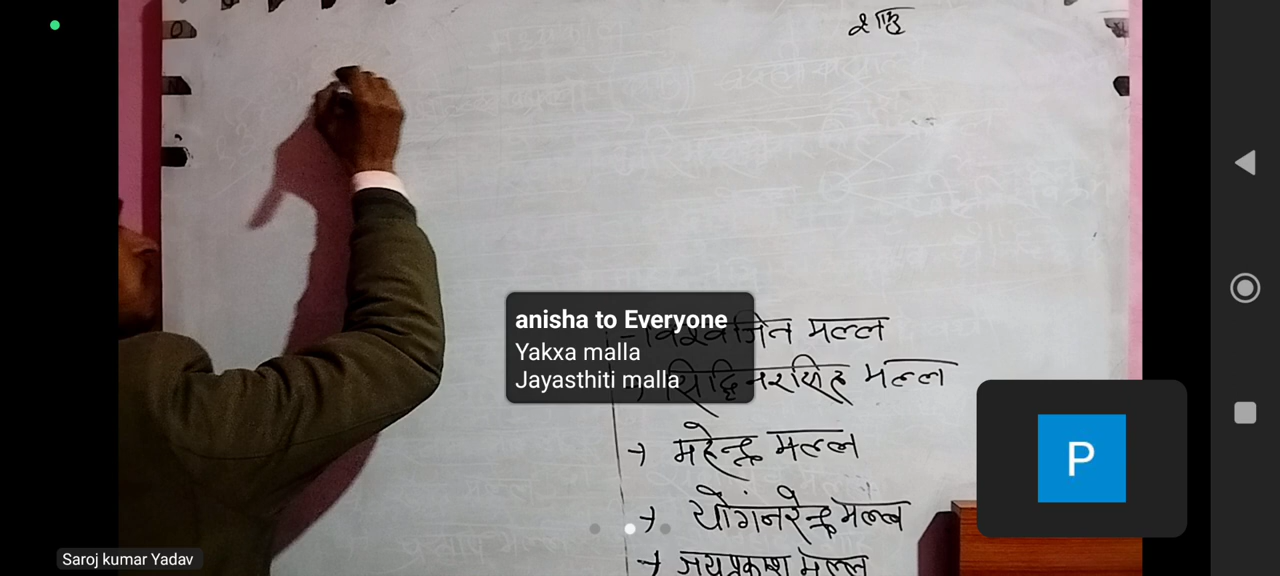 anisha to Everyone
Yakxa malla
Jayasthiti malla
विश्वजित मल्ल
→ सिद्धिनरसिंह मल्ल
→ महेन्द्र मल्ल
→ योगनरेन्द्र मल्ल
→ जयप्रकाश मल्ल
P
Saroj kumar Yadav